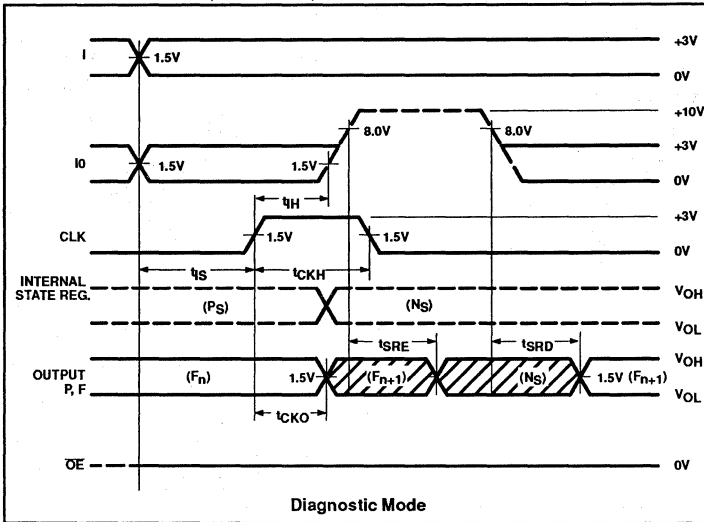 I
1.5V
+3V
0V
+10V
8.0V
8.0V
+3V
I0
1.5V
1.5V
0V
tIH
+3V
CLK
1.5V
1.5V
0V
tIS
tCKH
INTERNAL
STATE REG.
(PS)
(NS)
VOH
VOL
tSRE
tSRD
OUTPUT
P, F
(Fn)
1.5V
(Fn+1)
(NS)
1.5V
(Fn+1)
VOH
VOL
tCKO
OE
0V
Diagnostic Mode